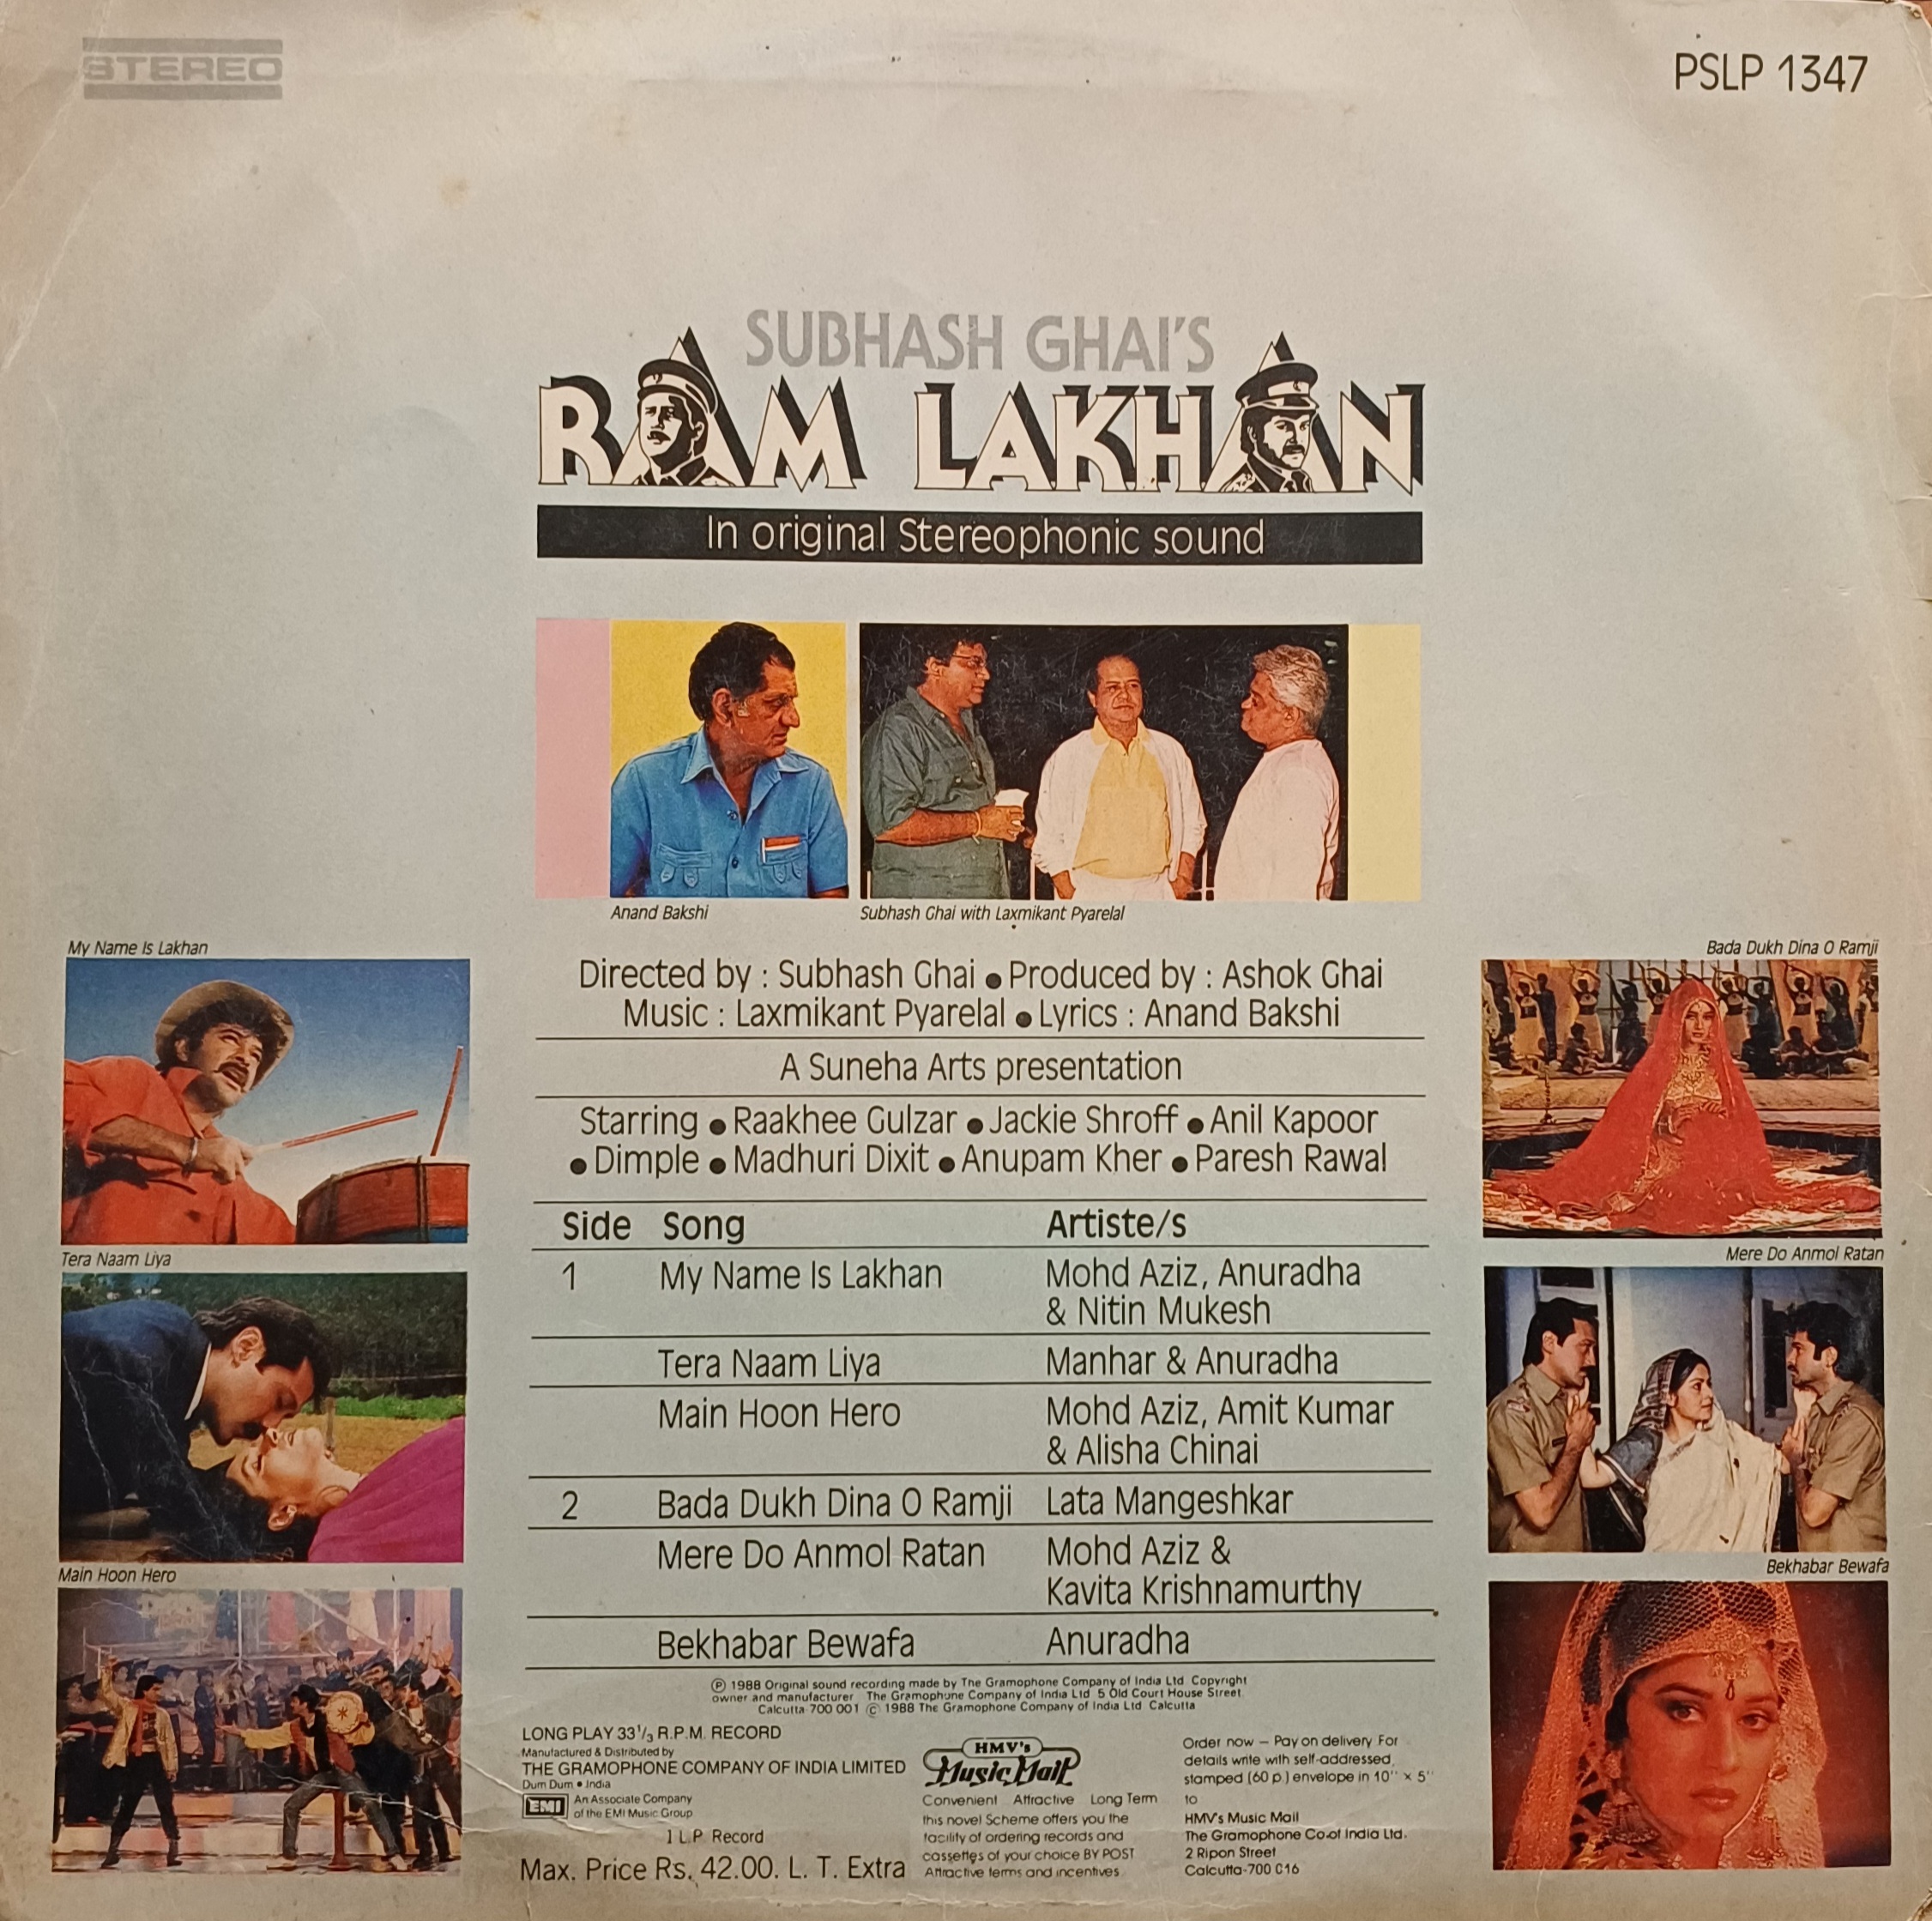 STEREO
PSLP 1347
SUBHASH GHAI'S
RAM LAKHAN
In original Stereophonic sound
Anand Bakshi
Subhash Ghai with Laxmikant Pyarelal
Directed by : Subhash Ghai ● Produced by : Ashok Ghai
Music : Laxmikant Pyarelal ● Lyrics : Anand Bakshi
A Suneha Arts presentation
Starring ● Raakhee Gulzar ● Jackie Shroff ● Anil Kapoor
● Dimple ● Madhuri Dixit ● Anupam Kher ● Paresh Rawal
My Name Is Lakhan
Tera Naam Liya
Main Hoon Hero
Side Song Artiste/s
1 My Name Is Lakhan Mohd Aziz, Anuradha
& Nitin Mukesh
Tera Naam Liya Manhar & Anuradha
Main Hoon Hero Mohd Aziz, Amit Kumar
& Alisha Chinai
2 Bada Dukh Dina O Ramji Lata Mangeshkar
Mere Do Anmol Ratan Mohd Aziz &
Kavita Krishnamurthy
Bekhabar Bewafa Anuradha
Bada Dukh Dina O Ramji
Mere Do Anmol Ratan
Bekhabar Bewafa
Ⓟ 1988 Original sound recording made by The Gramophone Company of India Ltd. Copyright
owner and manufacturer The Gramophone Company of India Ltd 5 Old Court House Street
Calcutta-700 001 © 1988 The Gramophone Company of India Ltd Calcutta
LONG PLAY 33 1/3 R.P.M. RECORD
Manufactured & Distributed by
THE GRAMOPHONE COMPANY OF INDIA LIMITED
Dum Dum ● India
EMI An Associate Company
of the EMI Music Group
1 L.P. Record
Max. Price Rs. 42.00. L. T. Extra
HMV's
Music Mail
Convenient Attractive Long Term
this novel Scheme offers you the
facility of ordering records and
cassettes of your choice BY POST
Attractive terms and incentives
Order now — Pay on delivery For
details write with self-addressed,
stamped (60 p.) envelope in 10" × 5"
to
HMV's Music Mail
The Gramophone Co.of India Ltd.
2 Ripon Street
Calcutta-700 016